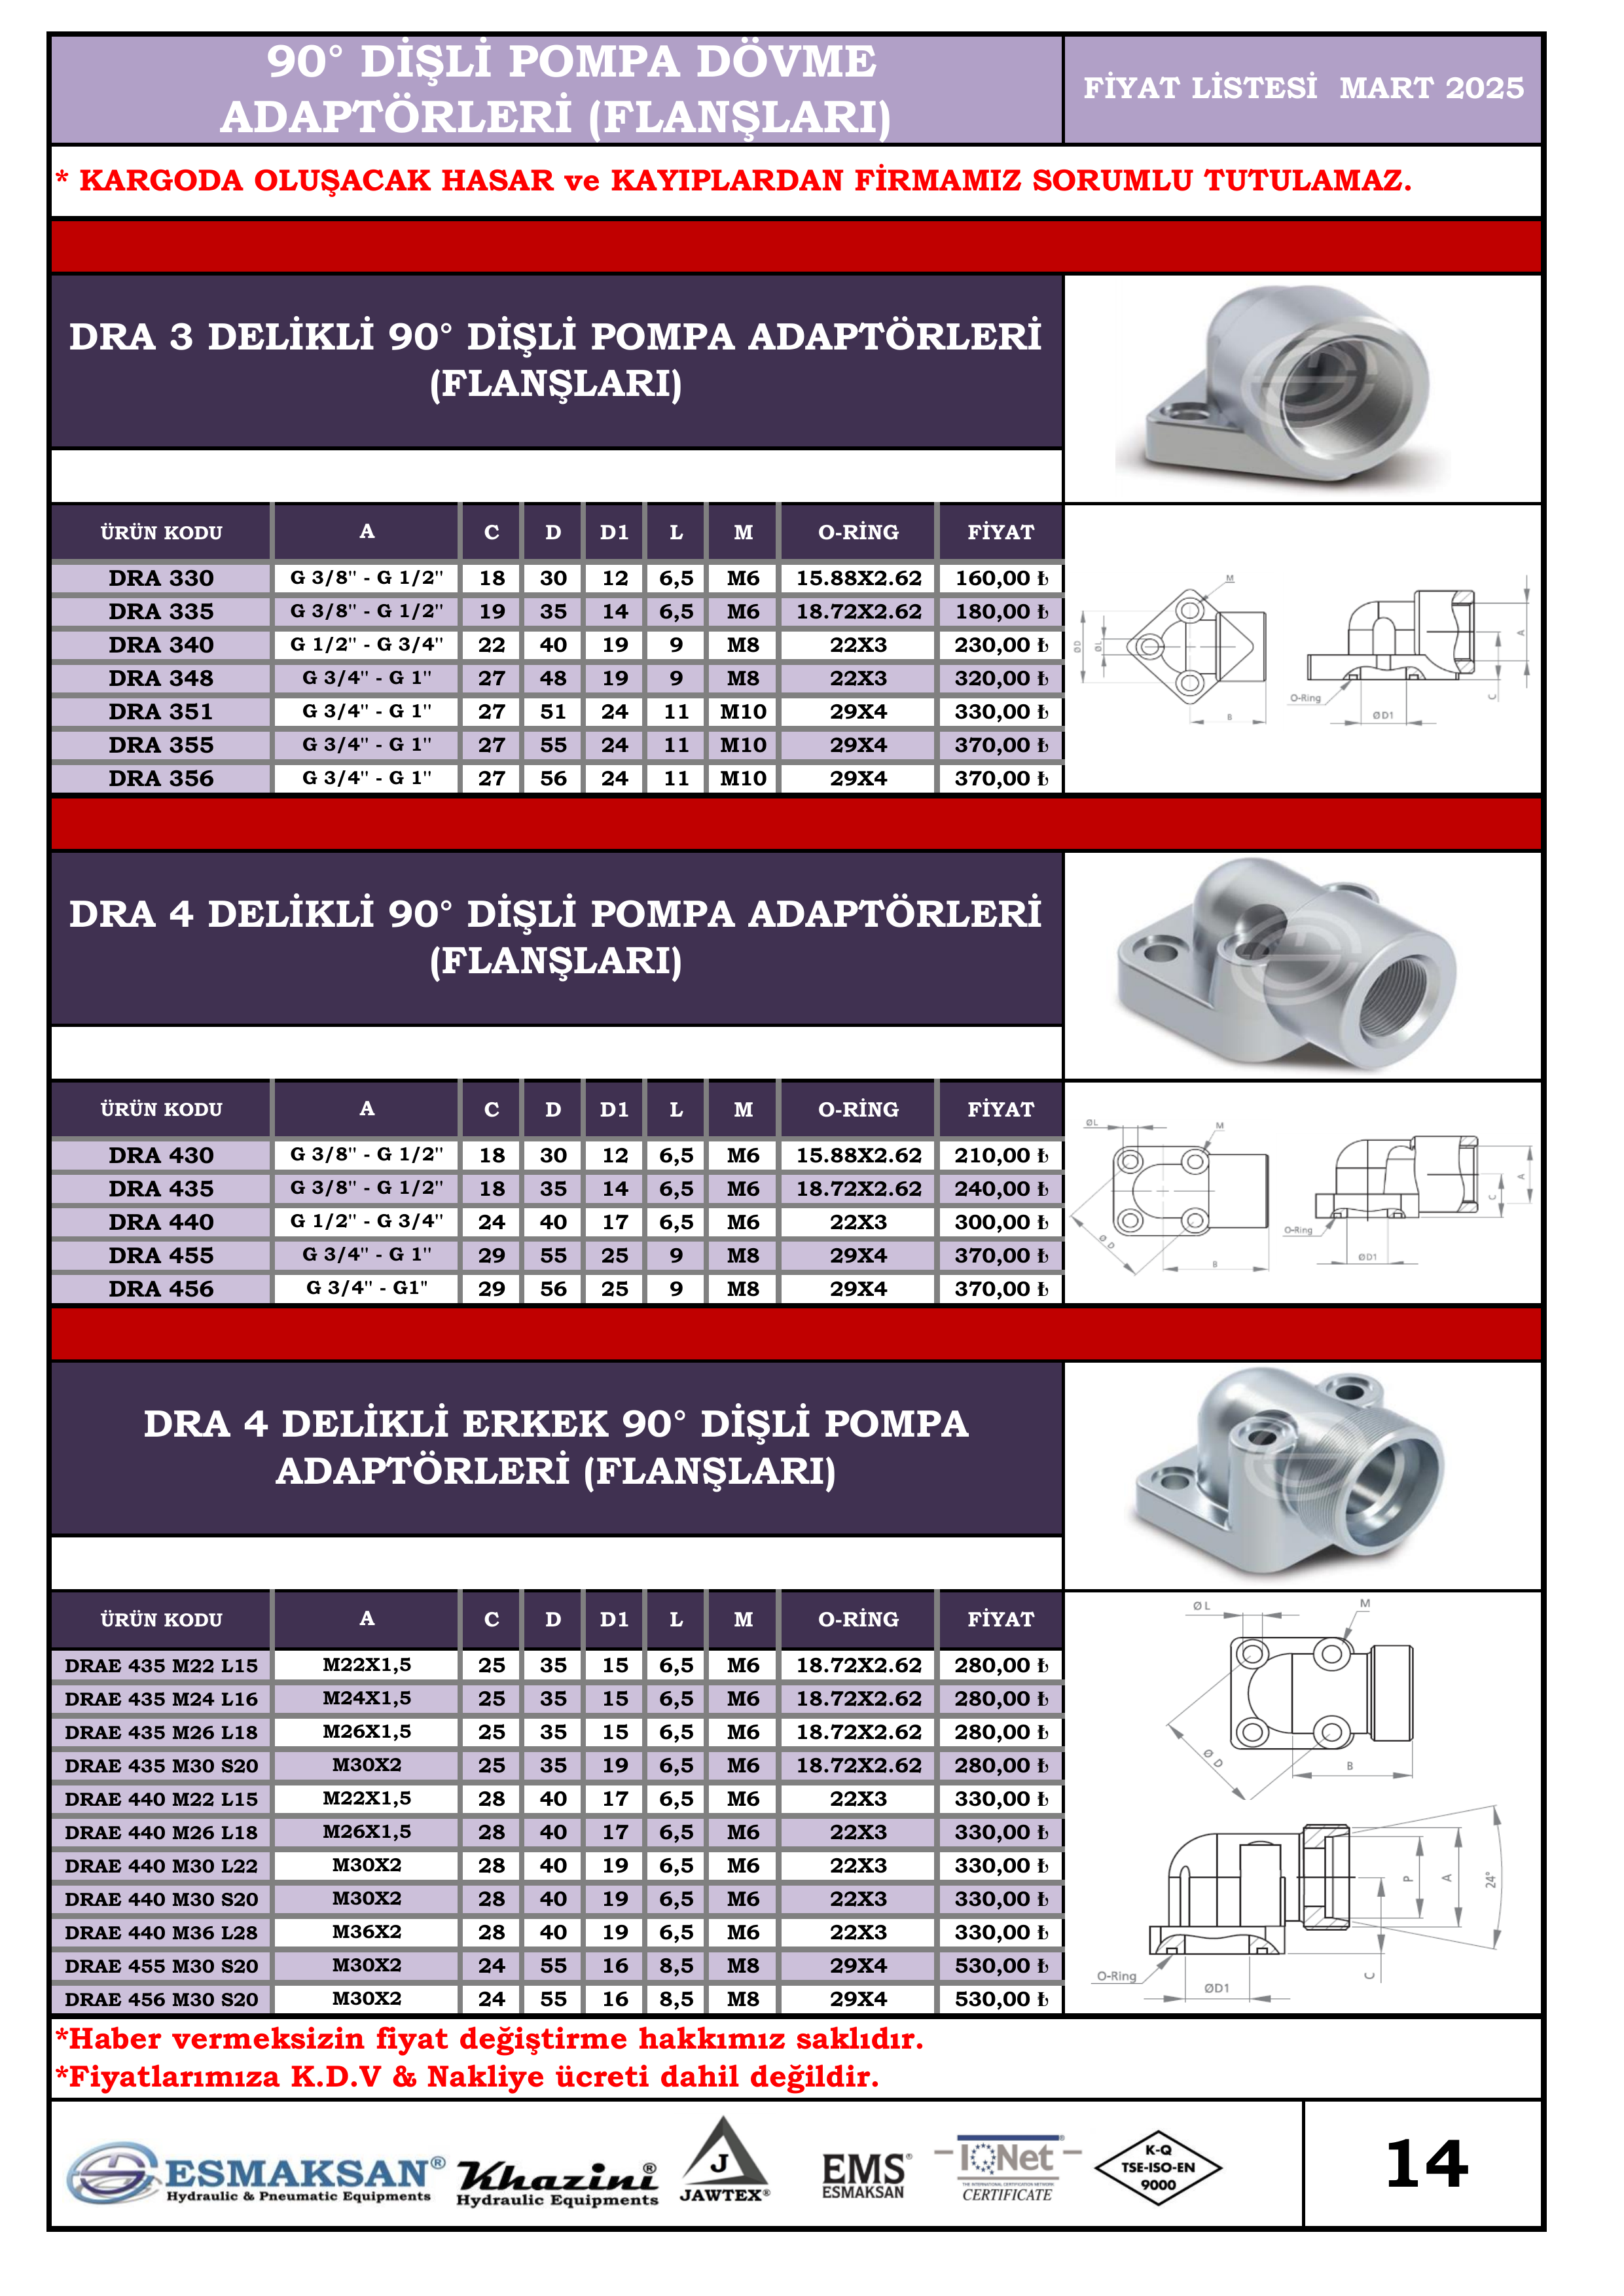 90° DİŞLİ POMPA DÖVME
ADAPTÖRLERİ (FLANŞLARI)
FİYAT LİSTESİ MART 2025
* KARGODA OLUŞACAK HASAR ve KAYIPLARDAN FİRMAMIZ SORUMLU TUTULAMAZ.
DRA 3 DELİKLİ 90° DİŞLİ POMPA ADAPTÖRLERİ
(FLANŞLARI)
ÜRÜN KODU A C D D1 L M O-RİNG FİYAT
DRA 330 G 3/8" - G 1/2" 18 30 12 6,5 M6 15.88X2.62 160,00 ₺
DRA 335 G 3/8" - G 1/2" 19 35 14 6,5 M6 18.72X2.62 180,00 ₺
DRA 340 G 1/2" - G 3/4" 22 40 19 9 M8 22X3 230,00 ₺
DRA 348 G 3/4" - G 1" 27 48 19 9 M8 22X3 320,00 ₺
DRA 351 G 3/4" - G 1" 27 51 24 11 M10 29X4 330,00 ₺
DRA 355 G 3/4" - G 1" 27 55 24 11 M10 29X4 370,00 ₺
DRA 356 G 3/4" - G 1" 27 56 24 11 M10 29X4 370,00 ₺
M
ØD
ØL
B
O-Ring
ØD1
A
C
DRA 4 DELİKLİ 90° DİŞLİ POMPA ADAPTÖRLERİ
(FLANŞLARI)
ÜRÜN KODU A C D D1 L M O-RİNG FİYAT
DRA 430 G 3/8" - G 1/2" 18 30 12 6,5 M6 15.88X2.62 210,00 ₺
DRA 435 G 3/8" - G 1/2" 18 35 14 6,5 M6 18.72X2.62 240,00 ₺
DRA 440 G 1/2" - G 3/4" 24 40 17 6,5 M6 22X3 300,00 ₺
DRA 455 G 3/4" - G 1" 29 55 25 9 M8 29X4 370,00 ₺
DRA 456 G 3/4" - G1" 29 56 25 9 M8 29X4 370,00 ₺
ØL
M
Ø D
B
O-Ring
ØD1
C
A
DRA 4 DELİKLİ ERKEK 90° DİŞLİ POMPA
ADAPTÖRLERİ (FLANŞLARI)
ÜRÜN KODU A C D D1 L M O-RİNG FİYAT
DRAE 435 M22 L15 M22X1,5 25 35 15 6,5 M6 18.72X2.62 280,00 ₺
DRAE 435 M24 L16 M24X1,5 25 35 15 6,5 M6 18.72X2.62 280,00 ₺
DRAE 435 M26 L18 M26X1,5 25 35 15 6,5 M6 18.72X2.62 280,00 ₺
DRAE 435 M30 S20 M30X2 25 35 19 6,5 M6 18.72X2.62 280,00 ₺
DRAE 440 M22 L15 M22X1,5 28 40 17 6,5 M6 22X3 330,00 ₺
DRAE 440 M26 L18 M26X1,5 28 40 17 6,5 M6 22X3 330,00 ₺
DRAE 440 M30 L22 M30X2 28 40 19 6,5 M6 22X3 330,00 ₺
DRAE 440 M30 S20 M30X2 28 40 19 6,5 M6 22X3 330,00 ₺
DRAE 440 M36 L28 M36X2 28 40 19 6,5 M6 22X3 330,00 ₺
DRAE 455 M30 S20 M30X2 24 55 16 8,5 M8 29X4 530,00 ₺
DRAE 456 M30 S20 M30X2 24 55 16 8,5 M8 29X4 530,00 ₺
Ø L
M
Ø D
B
P
A
24°
C
O-Ring
ØD1
*Haber vermeksizin fiyat değiştirme hakkımız saklıdır.
*Fiyatlarımıza K.D.V & Nakliye ücreti dahil değildir.
ESMAKSAN®
Hydraulic & Pneumatic Equipments
Khazini®
Hydraulic Equipments
J
JAWTEX®
EMS®
ESMAKSAN
IQNet®
CERTIFICATE
K-Q
TSE-ISO-EN
9000
14